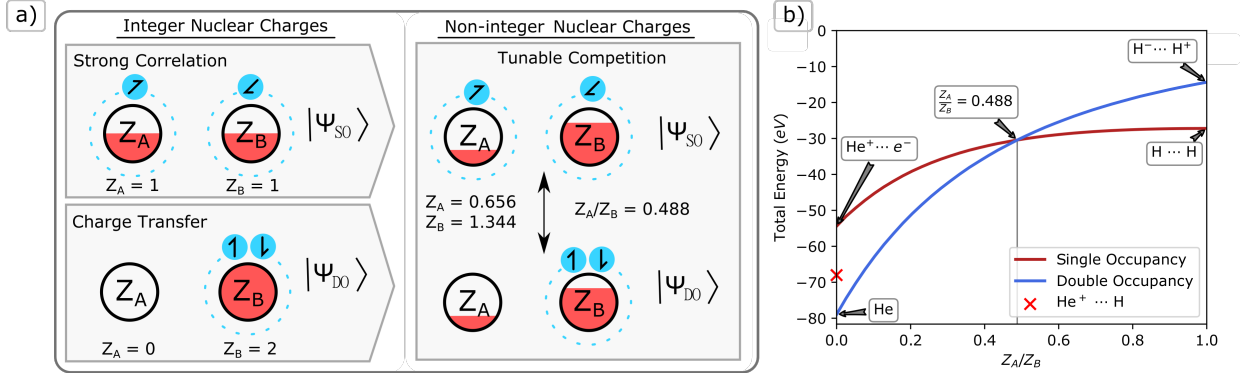 a)
Integer Nuclear Charges
Strong Correlation
Z_A
Z_B
|Ψ_SO⟩
Z_A = 1
Z_B = 1
Charge Transfer
Z_A
Z_B
|Ψ_DO⟩
Z_A = 0
Z_B = 2
Non-integer Nuclear Charges
Tunable Competition
Z_A
Z_B
|Ψ_SO⟩
Z_A = 0.656
Z_B = 1.344
Z_A/Z_B = 0.488
Z_A
Z_B
|Ψ_DO⟩
b)
Total Energy (eV)
0
−10
−20
−30
−40
−50
−60
−70
−80
H⁻⋯ H⁺
Z_A/Z_B = 0.488
He⁺⋯ e⁻
H ⋯ H
He
Single Occupancy
Double Occupancy
He⁺ ⋯ H
0.0 0.2 0.4 0.6 0.8 1.0
Z_A/Z_B